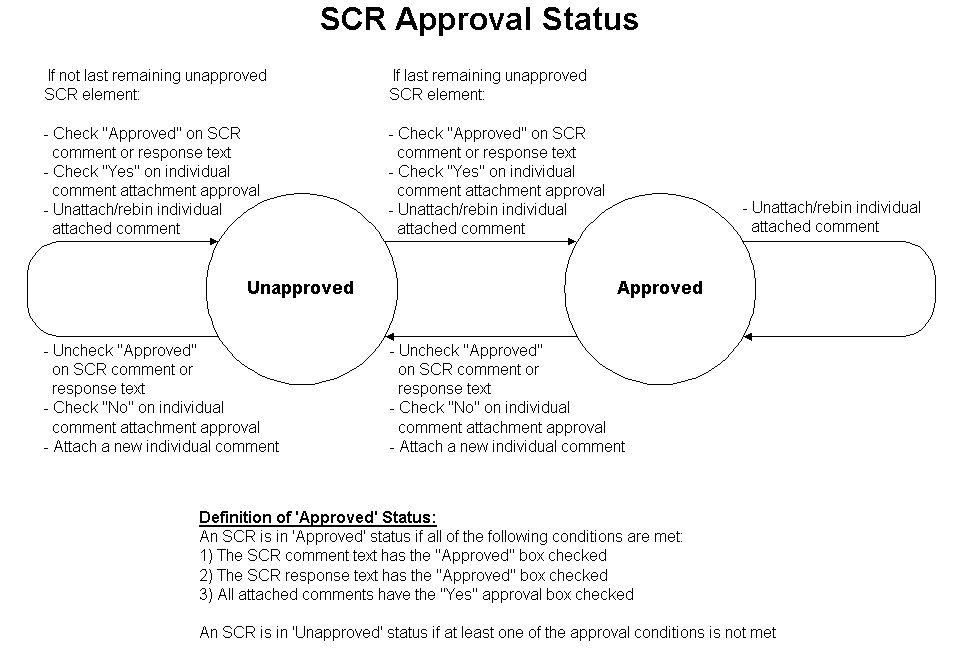 SCR Approval Status
If not last remaining unapproved
SCR element:
- Check "Approved" on SCR
comment or response text
- Check "Yes" on individual
comment attachment approval
- Unattach/rebin individual
attached comment
If last remaining unapproved
SCR element:
- Check "Approved" on SCR
comment or response text
- Check "Yes" on individual
comment attachment approval
- Unattach/rebin individual
attached comment
- Unattach/rebin individual
attached comment
Unapproved
Approved
- Uncheck "Approved"
on SCR comment or
response text
- Check "No" on individual
comment attachment approval
- Attach a new individual comment
- Uncheck "Approved"
on SCR comment or
response text
- Check "No" on individual
comment attachment approval
- Attach a new individual comment
Definition of 'Approved' Status:
An SCR is in 'Approved' status if all of the following conditions are met:
1) The SCR comment text has the "Approved" box checked
2) The SCR response text has the "Approved" box checked
3) All attached comments have the "Yes" approval box checked
An SCR is in 'Unapproved' status if at least one of the approval conditions is not met